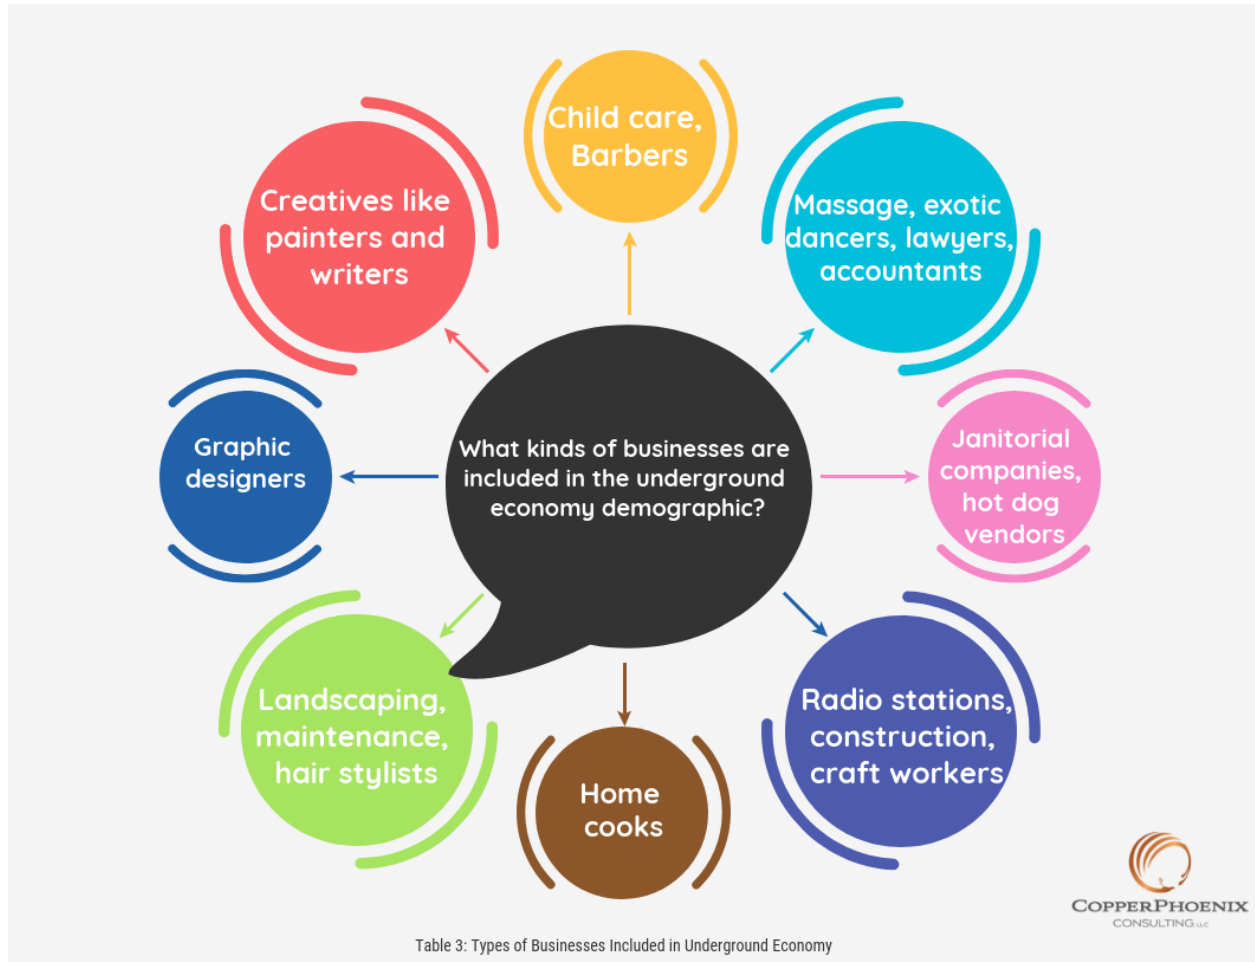 Child care,
Barbers
Creatives like
painters and
writers
Massage, exotic
dancers, lawyers,
accountants
Graphic
designers
What kinds of businesses are
included in the underground
economy demographic?
Janitorial
companies,
hot dog
vendors
Landscaping,
maintenance,
hair stylists
Home
cooks
Radio stations,
construction,
craft workers
COPPERPHOENIX
CONSULTING LLC
Table 3: Types of Businesses Included in Underground Economy